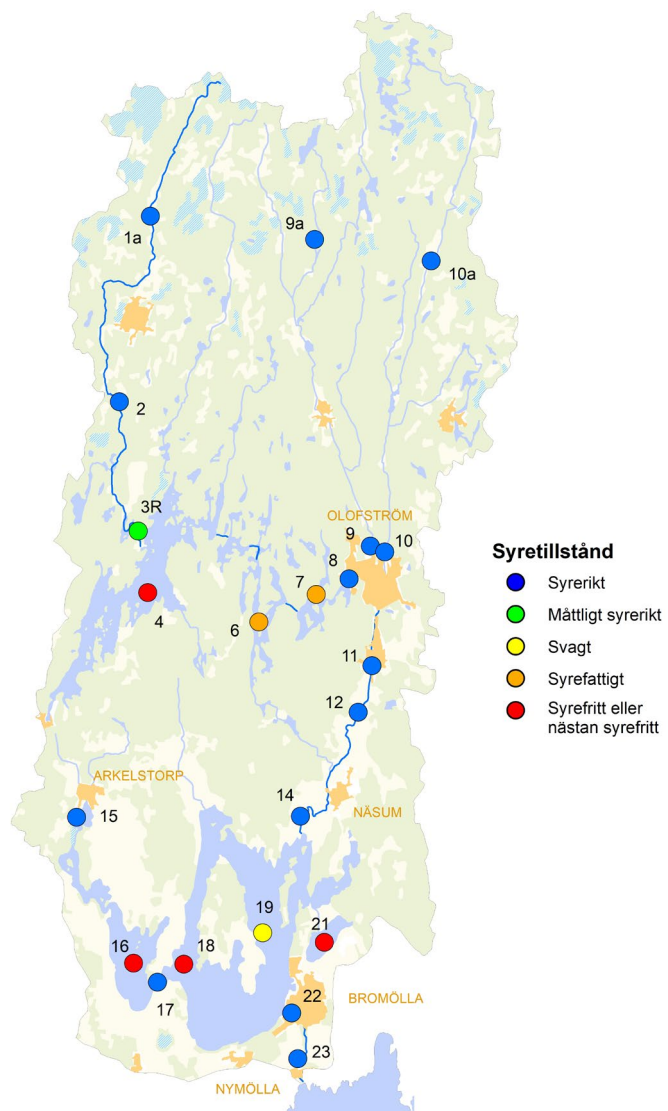 1a
9a
10a
2
3R
OLOFSTRÖM
9
10
8
7
4
6
11
12
ARKELSTORP
14
NÄSUM
15
19
21
16
18
17
22
BROMÖLLA
23
NYMÖLLA
Syretillstånd
Syrerikt
Måttligt syrerikt
Svagt
Syrefattigt
Syrefritt eller
nästan syrefritt